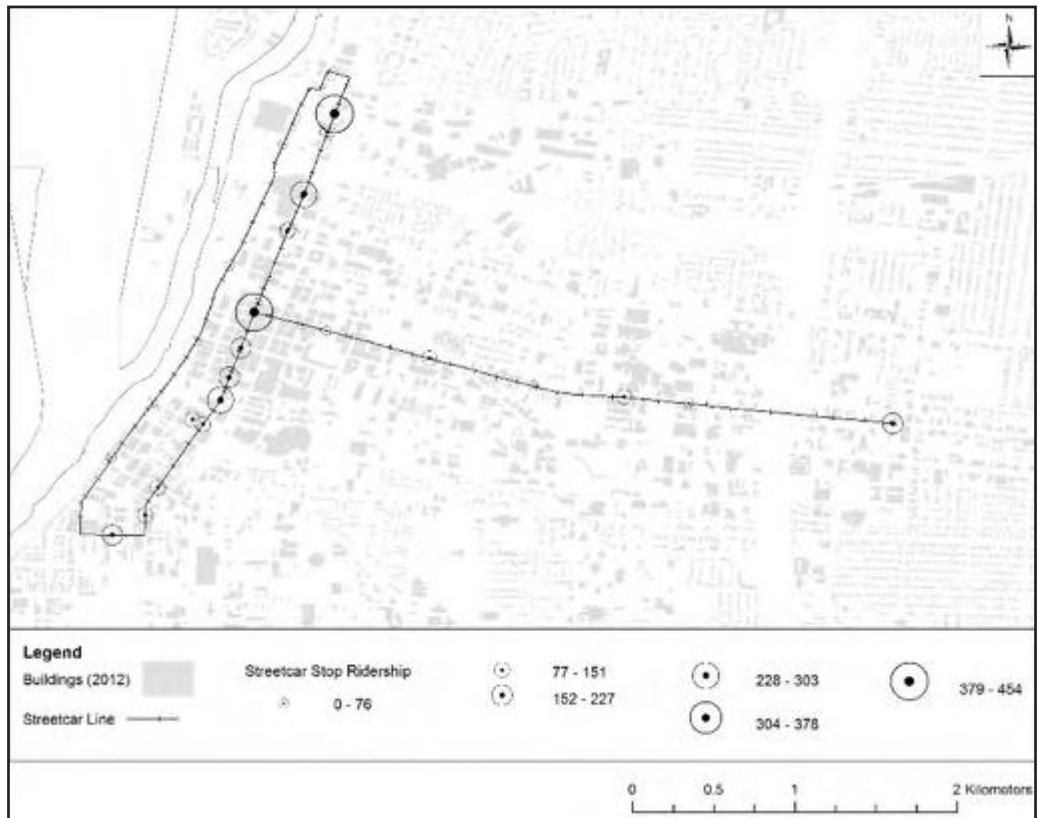 N
Legend
Buildings (2012)
Streetcar Line
Streetcar Stop Ridership
0 - 76
77 - 151
152 - 227
228 - 303
304 - 378
379 - 454
0 0.5 1 2 Kilomotors